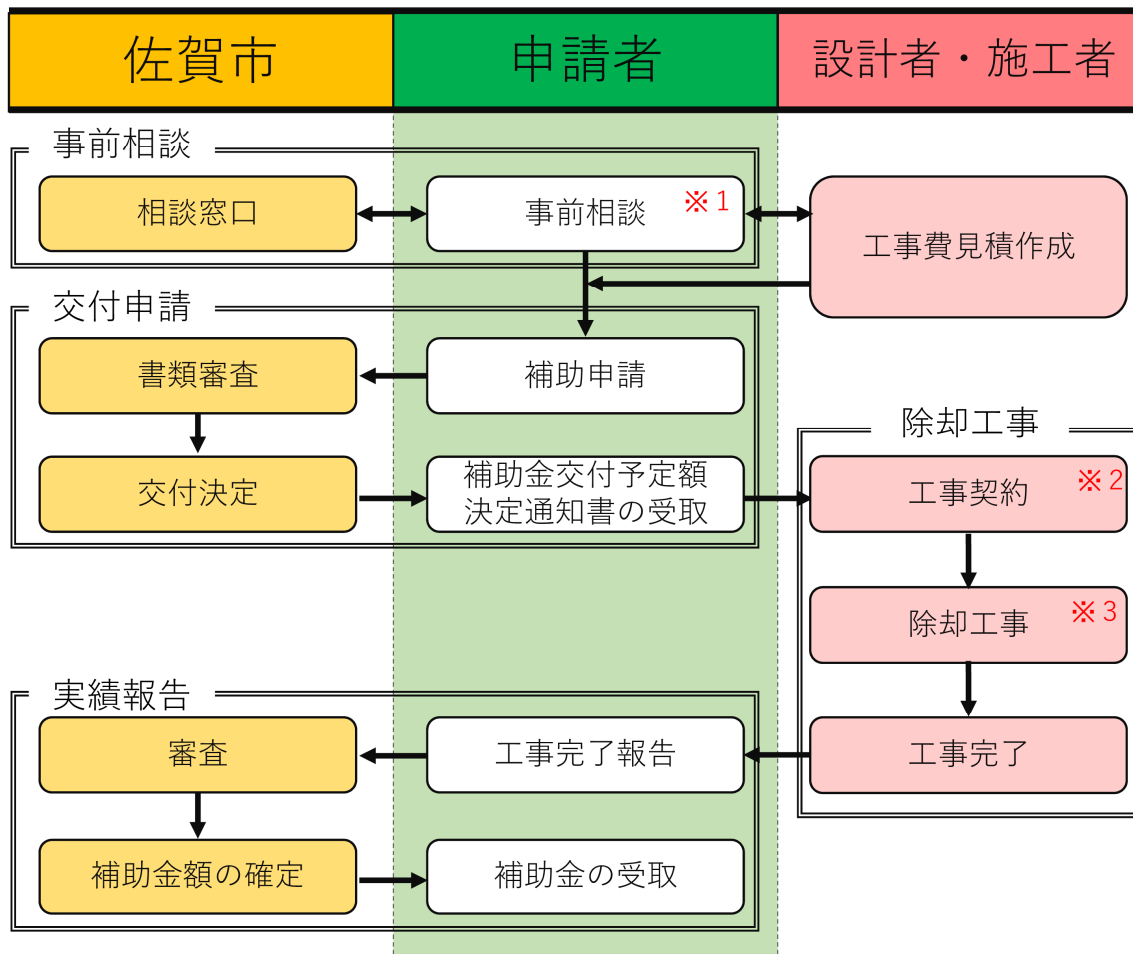 佐賀市
申請者
設計者・施工者
事前相談
相談窓口
事前相談
※1
工事費見積作成
交付申請
書類審査
補助申請
交付決定
補助金交付予定額
決定通知書の受取
除却工事
工事契約
※2
除却工事
※3
工事完了
実績報告
審査
工事完了報告
補助金額の確定
補助金の受取